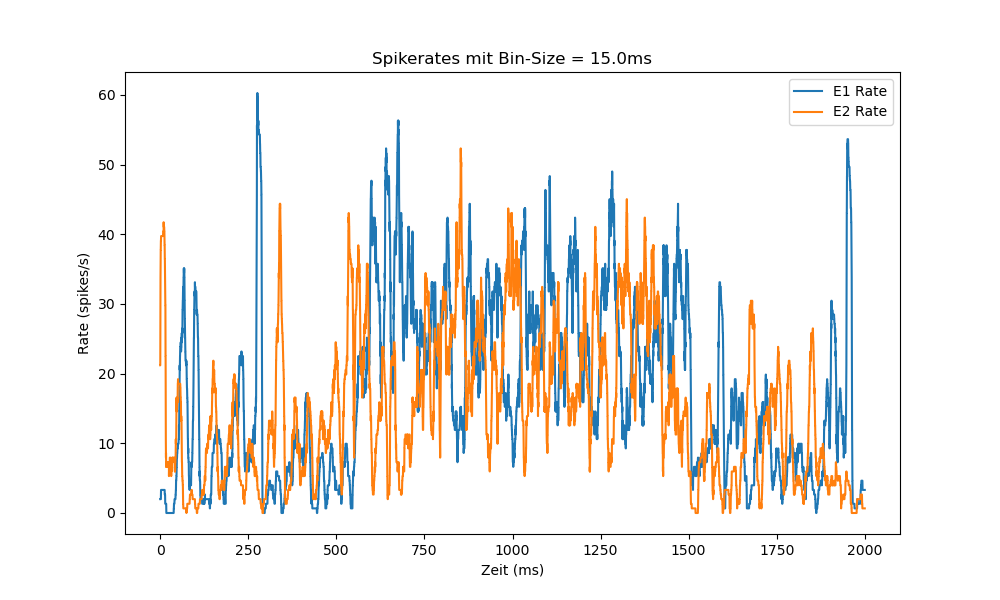 Spikerates mit Bin-Size = 15.0ms
E1 Rate
E2 Rate
Rate (spikes/s)
60
50
40
30
20
10
0
0 250 500 750 1000 1250 1500 1750 2000
Zeit (ms)